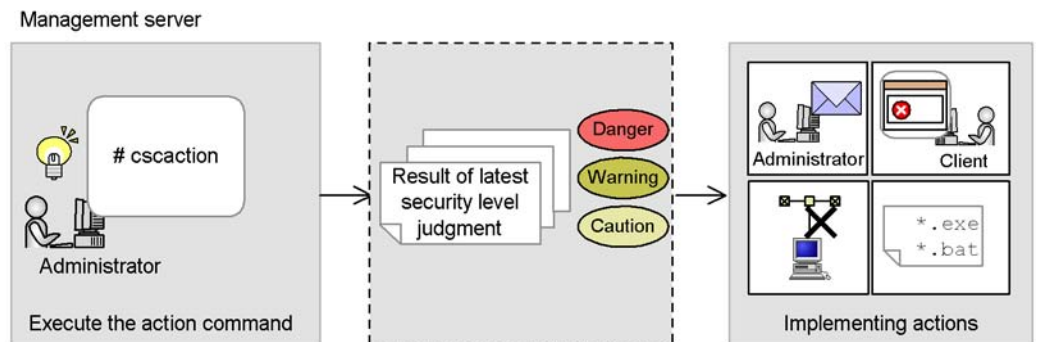 Management server
# cscaction
Administrator
Execute the action command
Result of latest
security level
judgment
Danger
Warning
Caution
Administrator
Client
*.exe
*.bat
Implementing actions